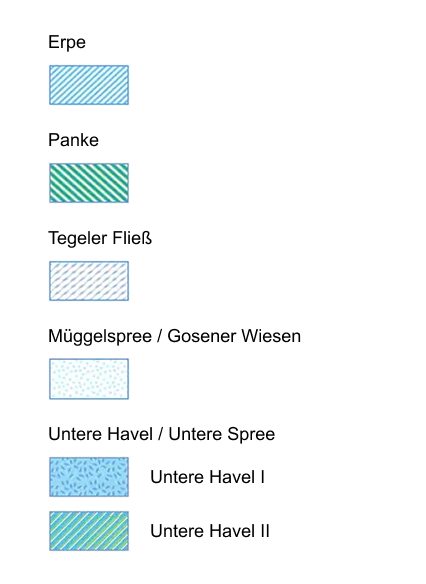 Erpe
Panke
Tegeler Fließ
Müggelspree / Gosener Wiesen
Untere Havel / Untere Spree
Untere Havel I
Untere Havel II